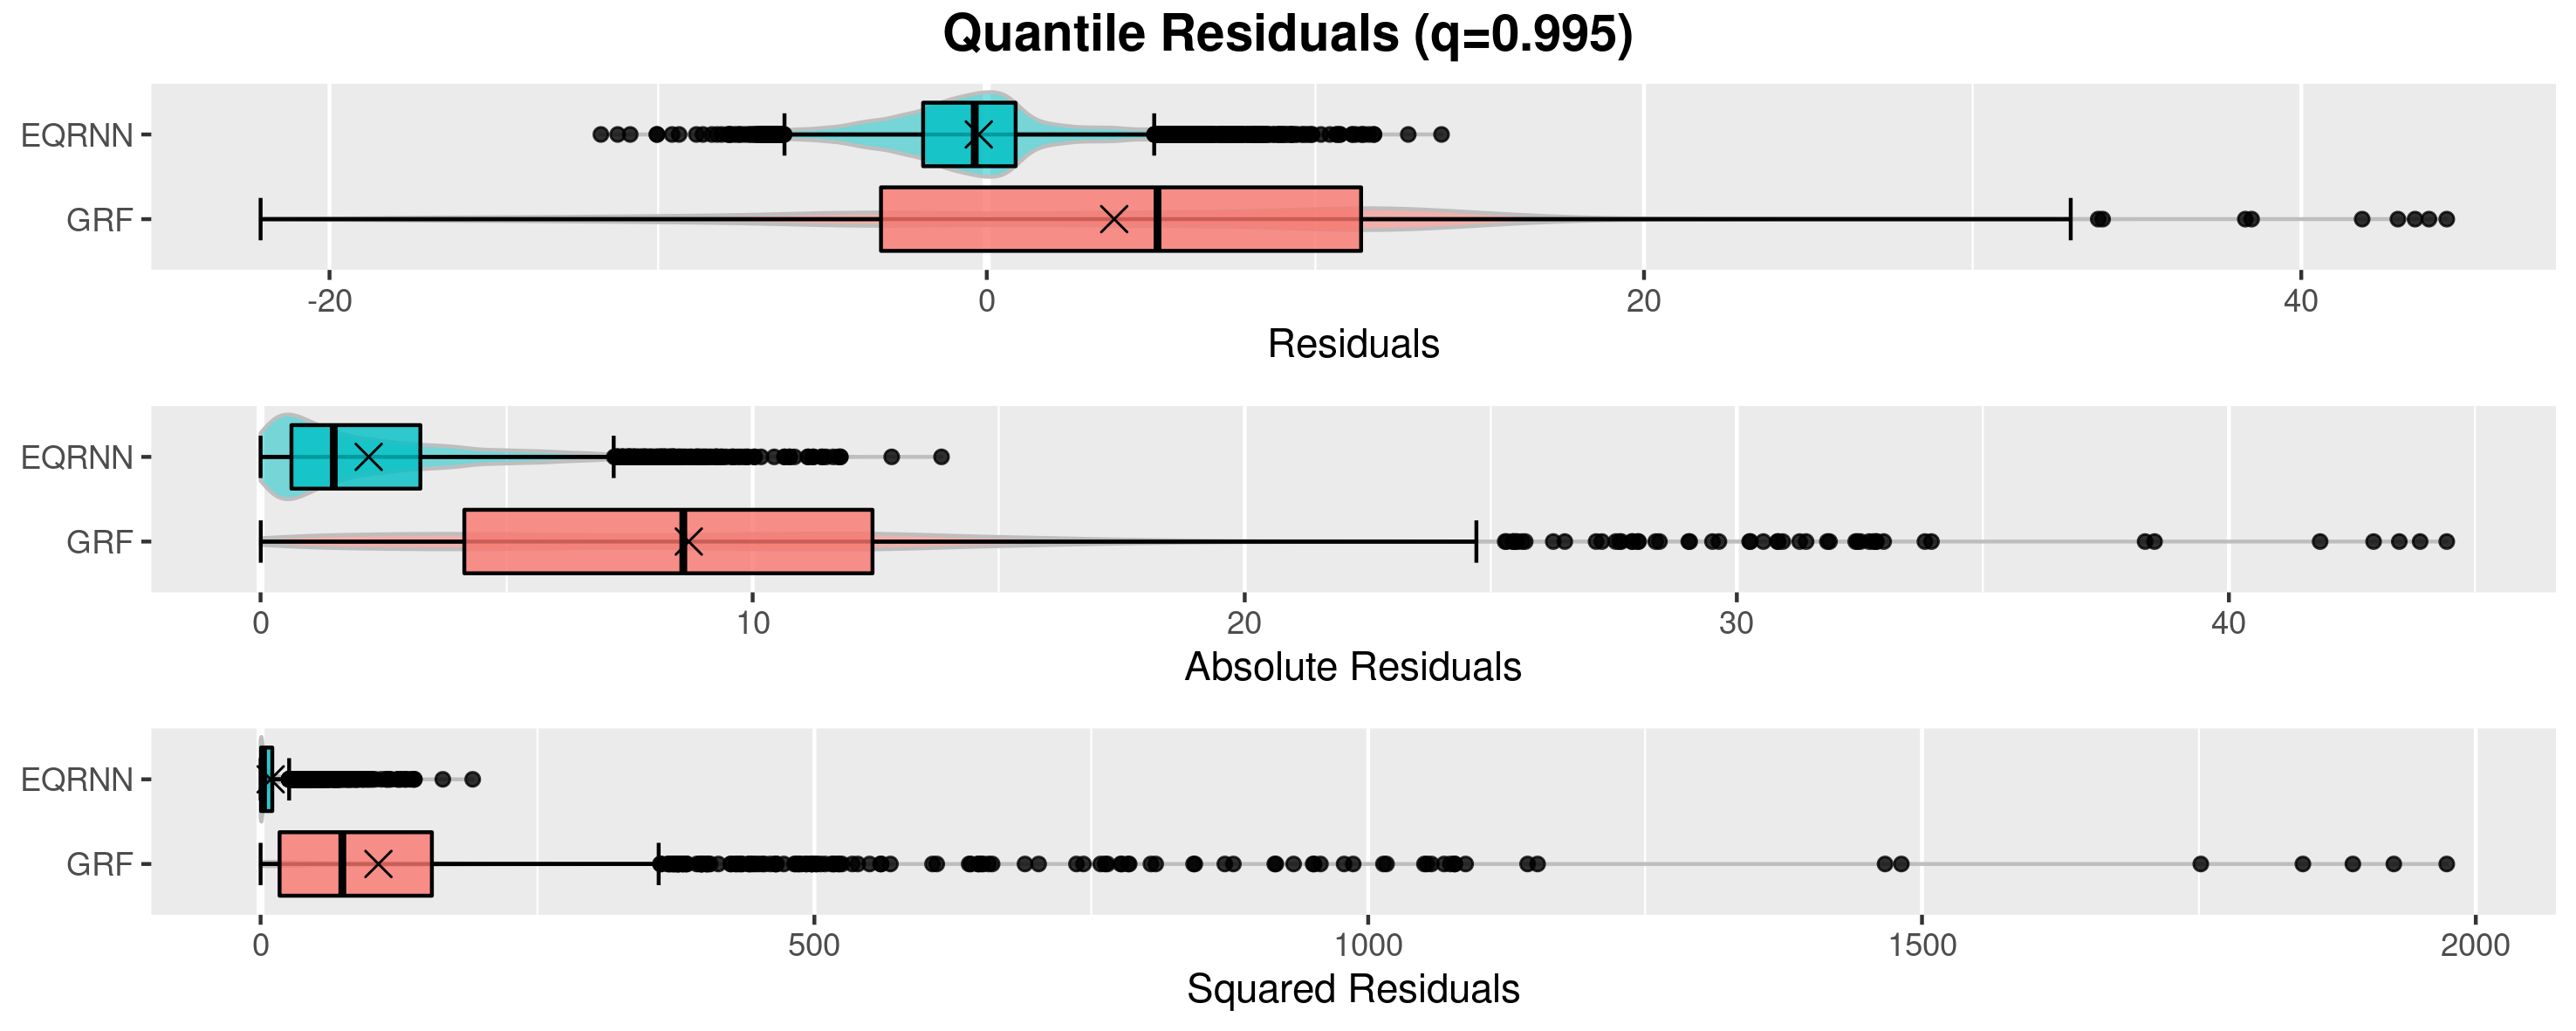 Quantile Residuals (q=0.995)
EQRNN
GRF
-20 0 20 40
Residuals
EQRNN
GRF
0 10 20 30 40
Absolute Residuals
EQRNN
GRF
0 500 1000 1500 2000
Squared Residuals